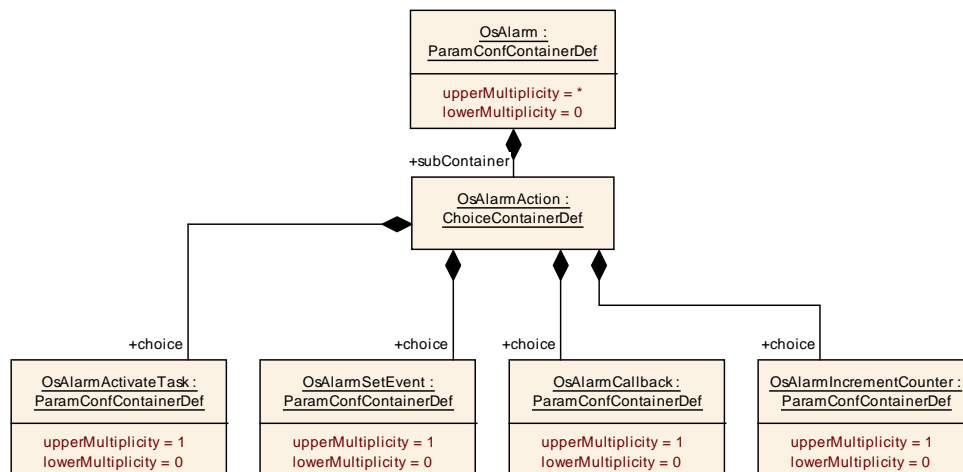 OsAlarm :
ParamConfContainerDef
upperMultiplicity = *
lowerMultiplicity = 0
+subContainer
OsAlarmAction :
ChoiceContainerDef
+choice
+choice
+choice
+choice
OsAlarmActivateTask :
ParamConfContainerDef
upperMultiplicity = 1
lowerMultiplicity = 0
OsAlarmSetEvent :
ParamConfContainerDef
upperMultiplicity = 1
lowerMultiplicity = 0
OsAlarmCallback :
ParamConfContainerDef
upperMultiplicity = 1
lowerMultiplicity = 0
OsAlarmIncrementCounter :
ParamConfContainerDef
upperMultiplicity = 1
lowerMultiplicity = 0